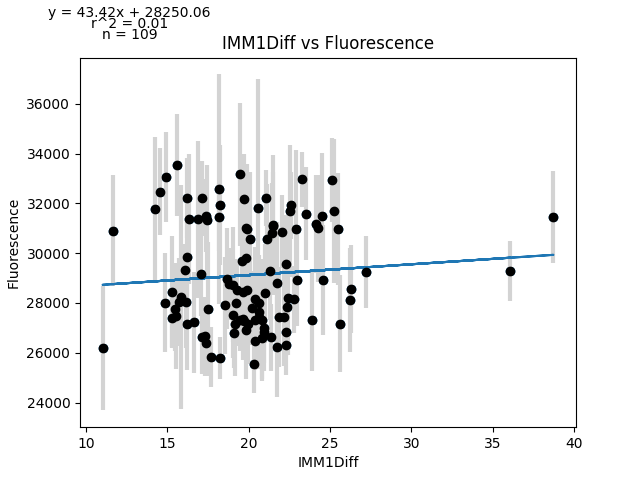 y = 43.42x + 28250.06
r^2 = 0.01
n = 109
IMM1Diff vs Fluorescence
Fluorescence
36000
34000
32000
30000
28000
26000
24000
10 15 20 25 30 35 40
IMM1Diff